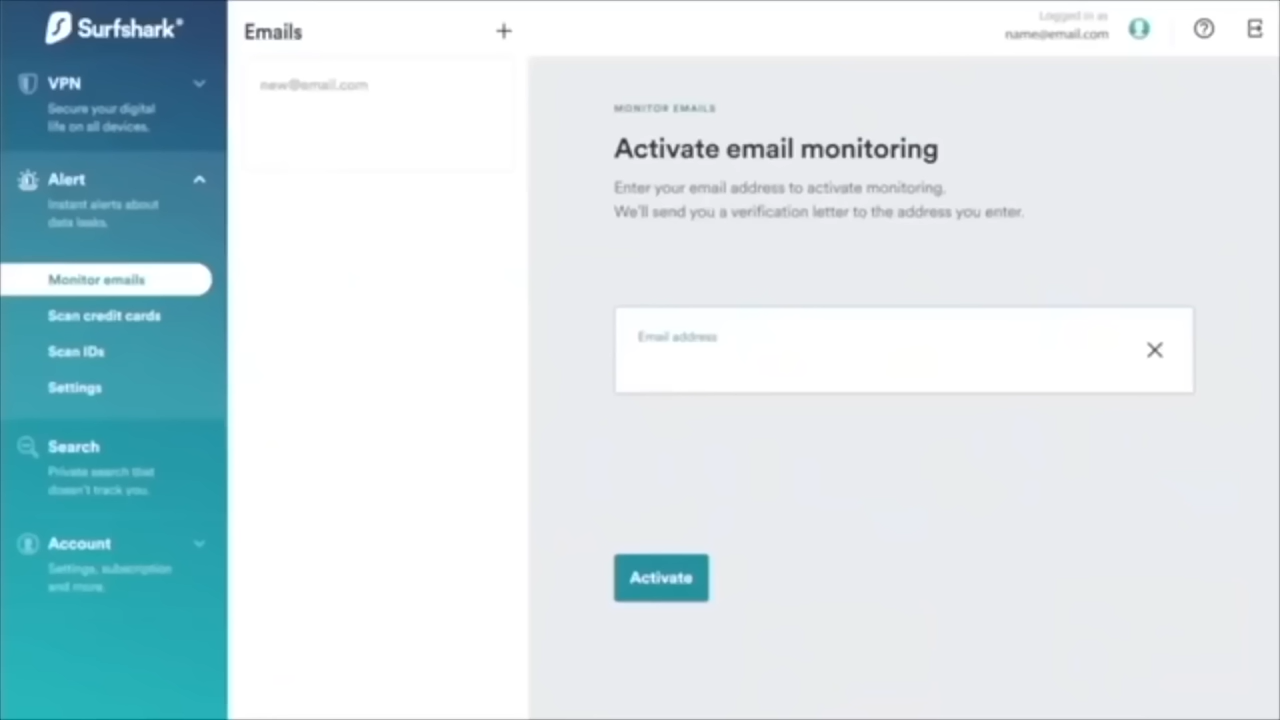 Surfshark®
VPN
Secure your digital
life on all devices.
Alert
Instant alerts about
data leaks.
Monitor emails
Scan credit cards
Scan IDs
Settings
Search
Private search that
doesn't track you.
Account
Settings, subscription
and more.
Emails
+
new@email.com
Logged in as
name@email.com
MONITOR EMAILS
Activate email monitoring
Enter your email address to activate monitoring.
We'll send you a verification letter to the address you enter.
Email address
Activate